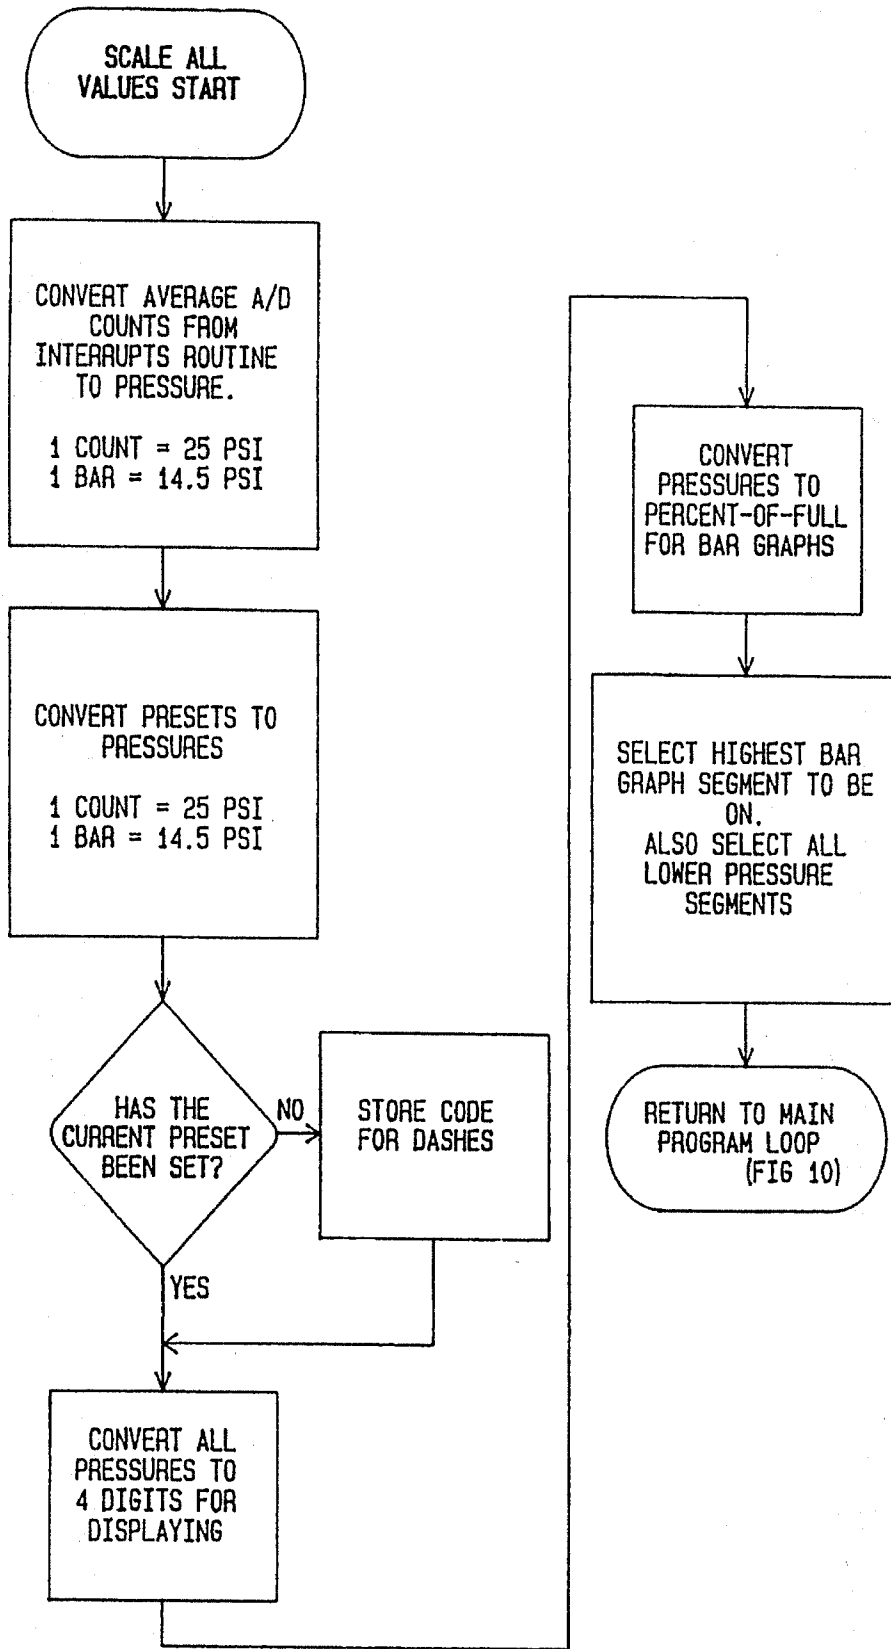 SCALE ALL
VALUES START
CONVERT AVERAGE A/D
COUNTS FROM
INTERRUPTS ROUTINE
TO PRESSURE.
1 COUNT = 25 PSI
1 BAR = 14.5 PSI
CONVERT PRESETS TO
PRESSURES
1 COUNT = 25 PSI
1 BAR = 14.5 PSI
HAS THE
CURRENT PRESET
BEEN SET?
NO
STORE CODE
FOR DASHES
YES
CONVERT ALL
PRESSURES TO
4 DIGITS FOR
DISPLAYING
CONVERT
PRESSURES TO
PERCENT-OF-FULL
FOR BAR GRAPHS
SELECT HIGHEST BAR
GRAPH SEGMENT TO BE
ON.
ALSO SELECT ALL
LOWER PRESSURE
SEGMENTS
RETURN TO MAIN
PROGRAM LOOP
(FIG 10)